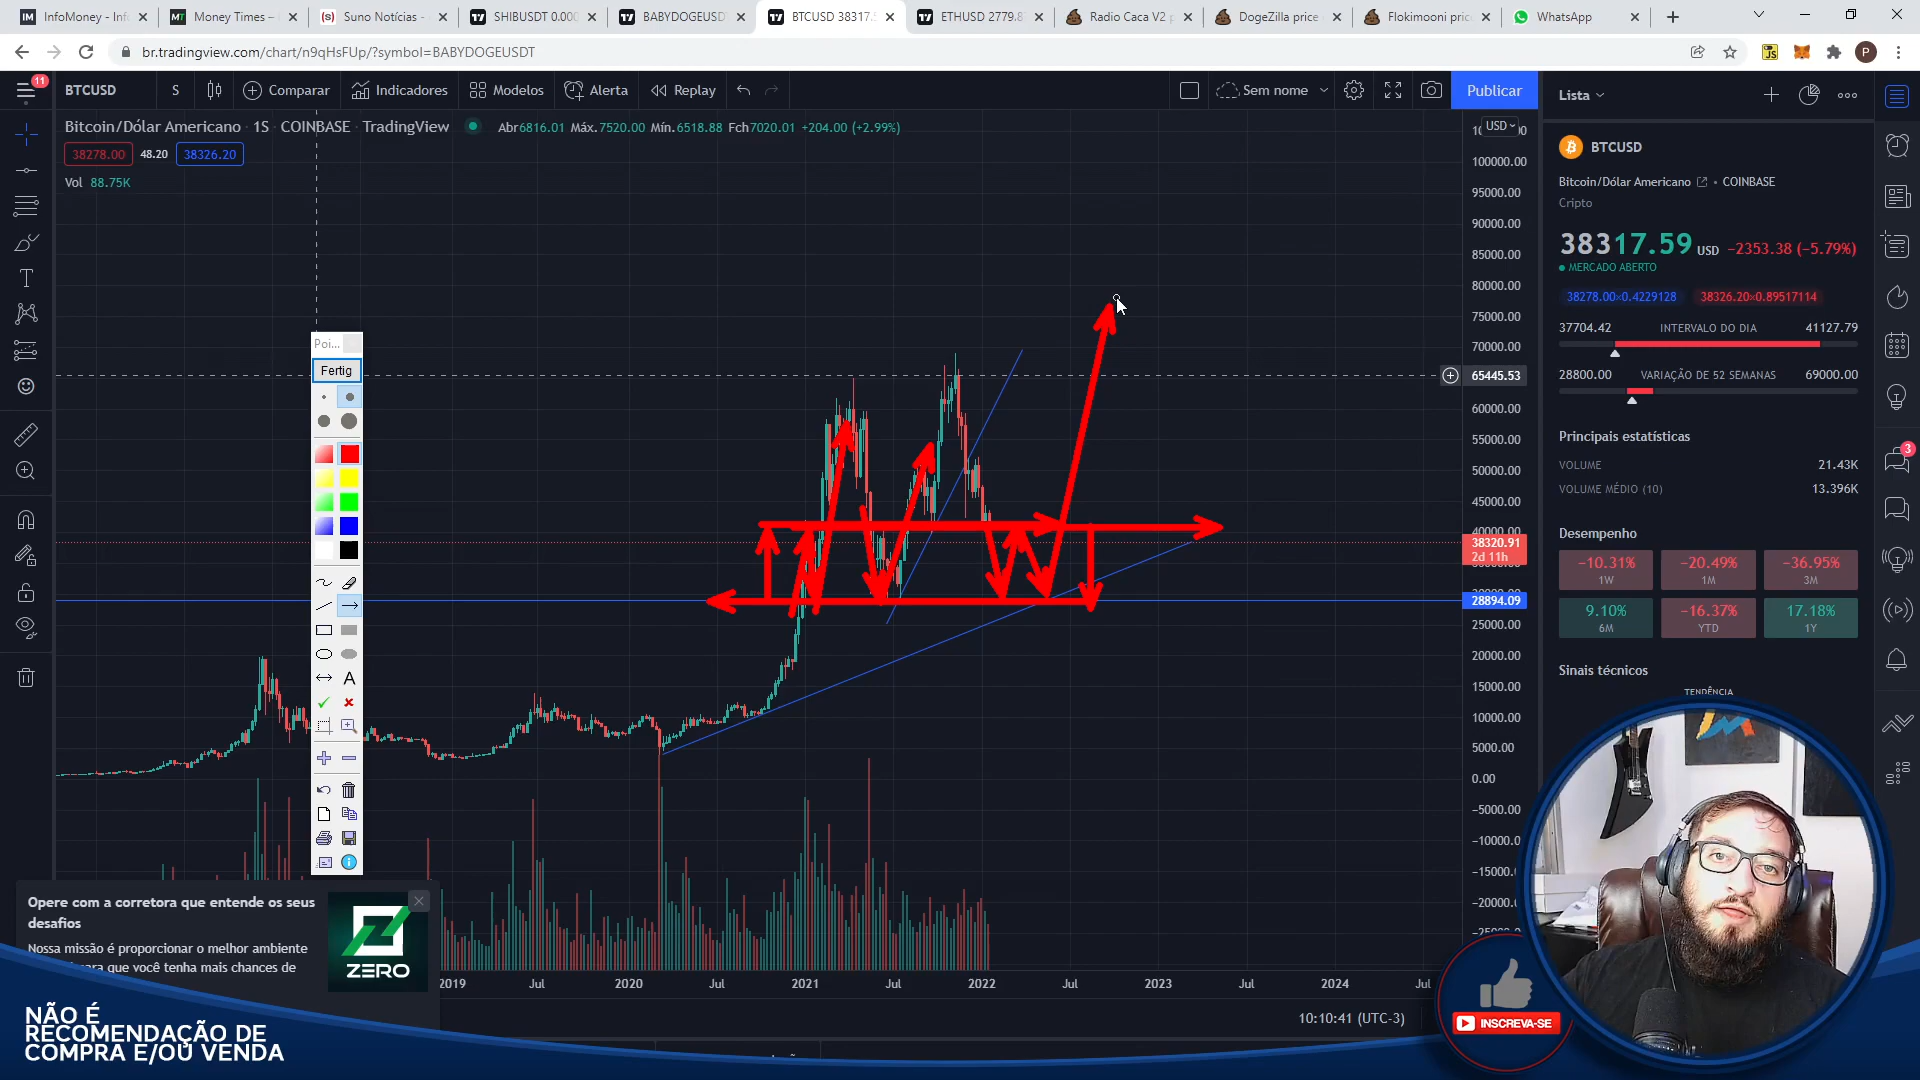 InfoMoney - Info
Money Times –
Suno Notícias -
SHIBUSDT 0.000
BABYDOGEUSD
BTCUSD 38317.5
ETHUSD 2779.8
Radio Caca V2 p
DogeZilla price
Flokimooni pric
WhatsApp
br.tradingview.com/chart/n9qHsFUp/?symbol=BABYDOGEUSDT
P
11
BTCUSD
S
Comparar
Indicadores
Modelos
Alerta
Replay
Sem nome
Publicar
Lista
Bitcoin/Dólar Americano · 1S · COINBASE · TradingView
Abr6816.01 Máx.7520.00 Mín.6518.88 Fch7020.01 +204.00 (+2.99%)
38278.00
48.20
38326.20
Vol 88.75K
USD
100000.00
95000.00
90000.00
85000.00
80000.00
75000.00
70000.00
65445.53
60000.00
55000.00
50000.00
45000.00
40000.00
38320.91
2d 11h
28894.09
25000.00
20000.00
15000.00
10000.00
5000.00
0.00
−5000.00
−10000.00
−15000.00
−20000.00
2019
Jul
2020
Jul
2021
Jul
2022
Jul
2023
Jul
2024
Jul
10:10:41 (UTC-3)
Poi...
Fertig
A
BTCUSD
Bitcoin/Dólar Americano
• COINBASE
Cripto
38317.59 USD −2353.38 (−5.79%)
MERCADO ABERTO
38278.00×0.4229128
38326.20×0.89517114
37704.42 INTERVALO DO DIA 41127.79
28800.00 VARIAÇÃO DE 52 SEMANAS 69000.00
Principais estatísticas
VOLUME 21.43K
VOLUME MÉDIO (10) 13.396K
Desempenho
−10.31%
1W
−20.49%
1M
−36.95%
3M
9.10%
6M
−16.37%
YTD
17.18%
1Y
Sinais técnicos
TENDÊNCIA
3
Opere com a corretora que entende os seus
desafios
Nossa missão é proporcionar o melhor ambiente
para que você tenha mais chances de
ZERO
NÃO É
RECOMENDAÇÃO DE
COMPRA E/OU VENDA
INSCREVA-SE